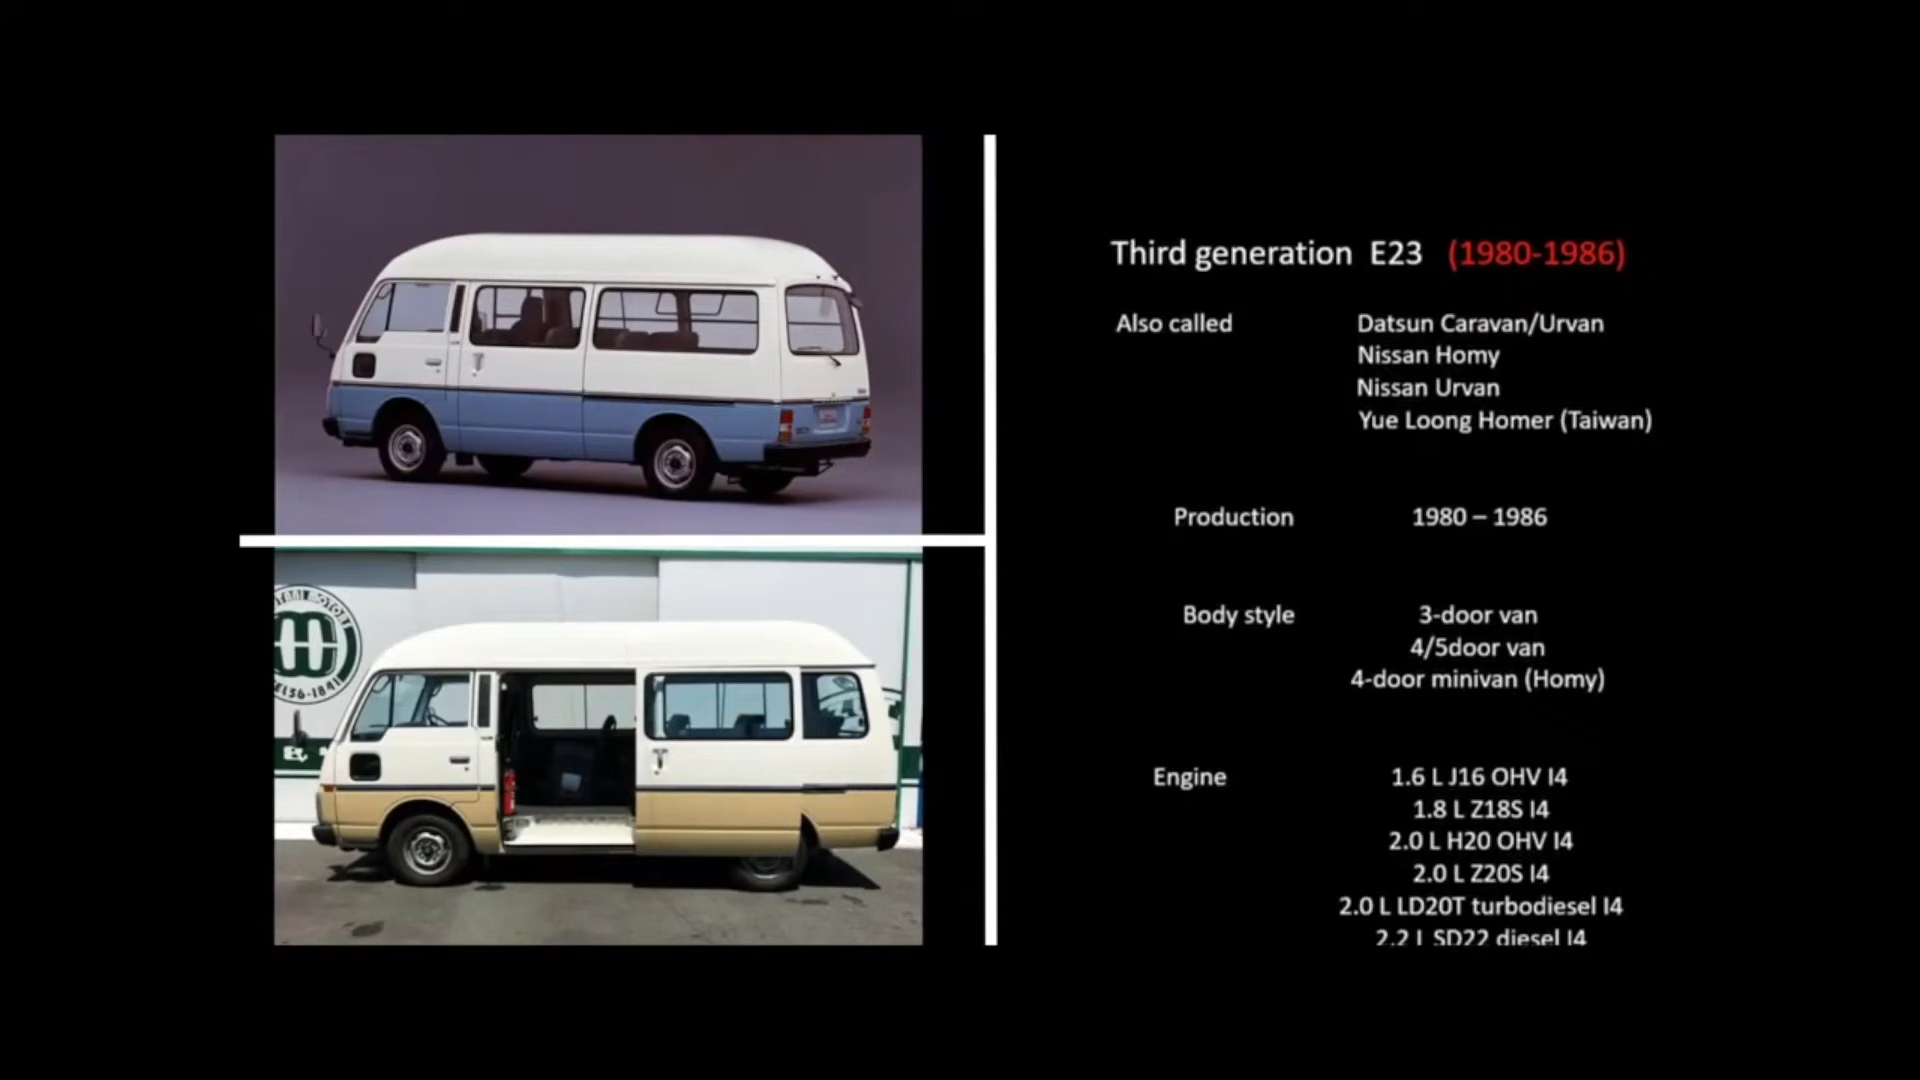 Third generation E23 (1980-1986)
Also called Datsun Caravan/Urvan
Nissan Homy
Nissan Urvan
Yue Loong Homer (Taiwan)
Production 1980 – 1986
Body style 3-door van
4/5door van
4-door minivan (Homy)
Engine 1.6 L J16 OHV I4
1.8 L Z18S I4
2.0 L H20 OHV I4
2.0 L Z20S I4
2.0 L LD20T turbodiesel I4
2.2 L SD22 diesel I4
MOTORS
56-1841